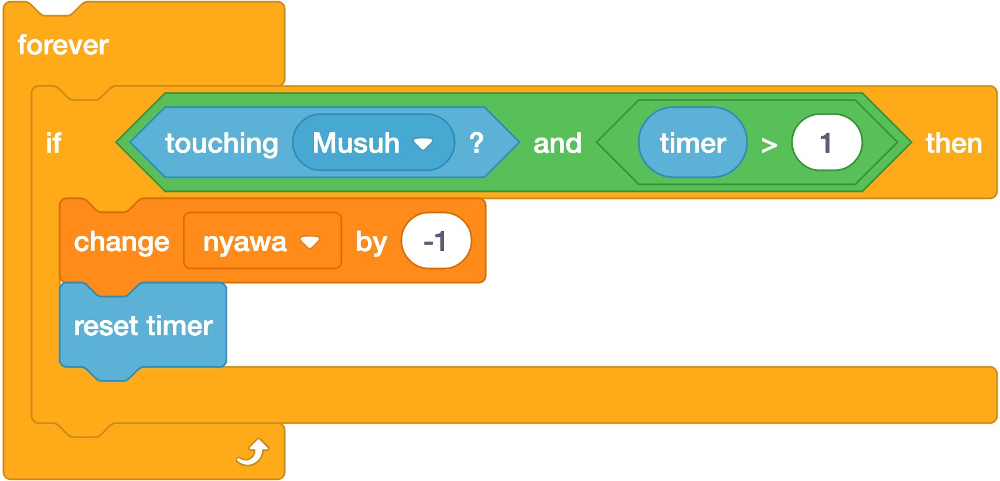 forever
if touching Musuh ? and timer > 1 then
change nyawa by -1
reset timer